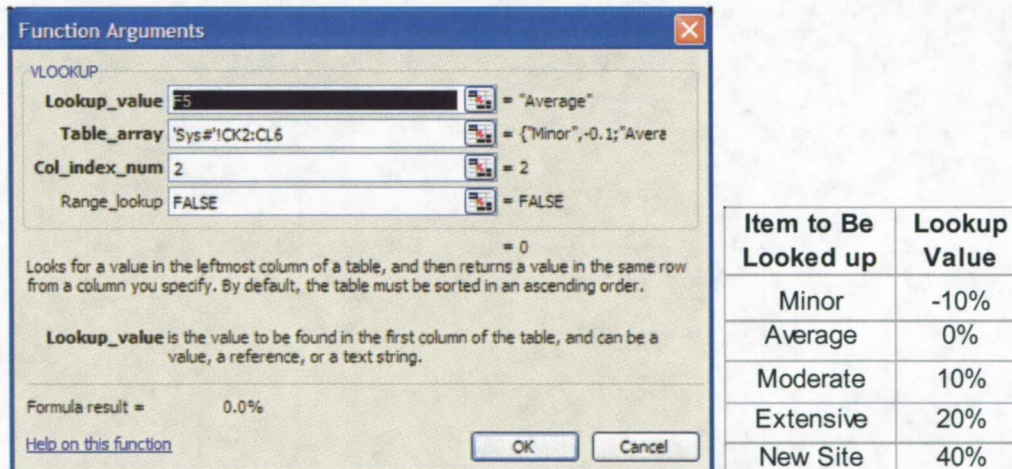 Function Arguments
VLOOKUP
Lookup_value F5 = "Average"
Table_array 'Sys#'!CK2:CL6 = {"Minor",-0.1;"Avera
Col_index_num 2 = 2
Range_lookup FALSE = FALSE
= 0
Looks for a value in the leftmost column of a table, and then returns a value in the same row
from a column you specify. By default, the table must be sorted in an ascending order.
Lookup_value is the value to be found in the first column of the table, and can be a
value, a reference, or a text string.
Formula result = 0.0%
Help on this function OK Cancel
Item to Be Lookup
Looked up Value
Minor -10%
Average 0%
Moderate 10%
Extensive 20%
New Site 40%